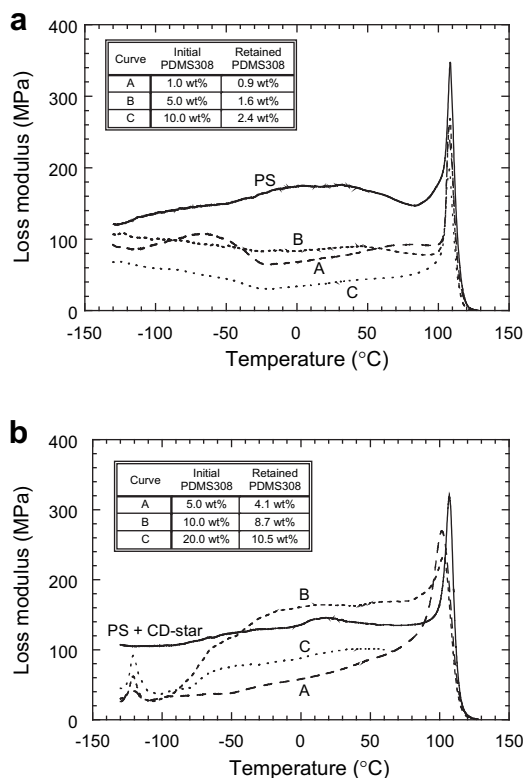 a
400
300
200
100
0
-150 -100 -50 0 50 100 150
Loss modulus (MPa)
Temperature (°C)
Curve Initial PDMS308 Retained PDMS308
A 1.0 wt% 0.9 wt%
B 5.0 wt% 1.6 wt%
C 10.0 wt% 2.4 wt%
PS
B
A
C
b
400
300
200
100
0
-150 -100 -50 0 50 100 150
Loss modulus (MPa)
Temperature (°C)
Curve Initial PDMS308 Retained PDMS308
A 5.0 wt% 4.1 wt%
B 10.0 wt% 8.7 wt%
C 20.0 wt% 10.5 wt%
PS + CD-star
B
C
A